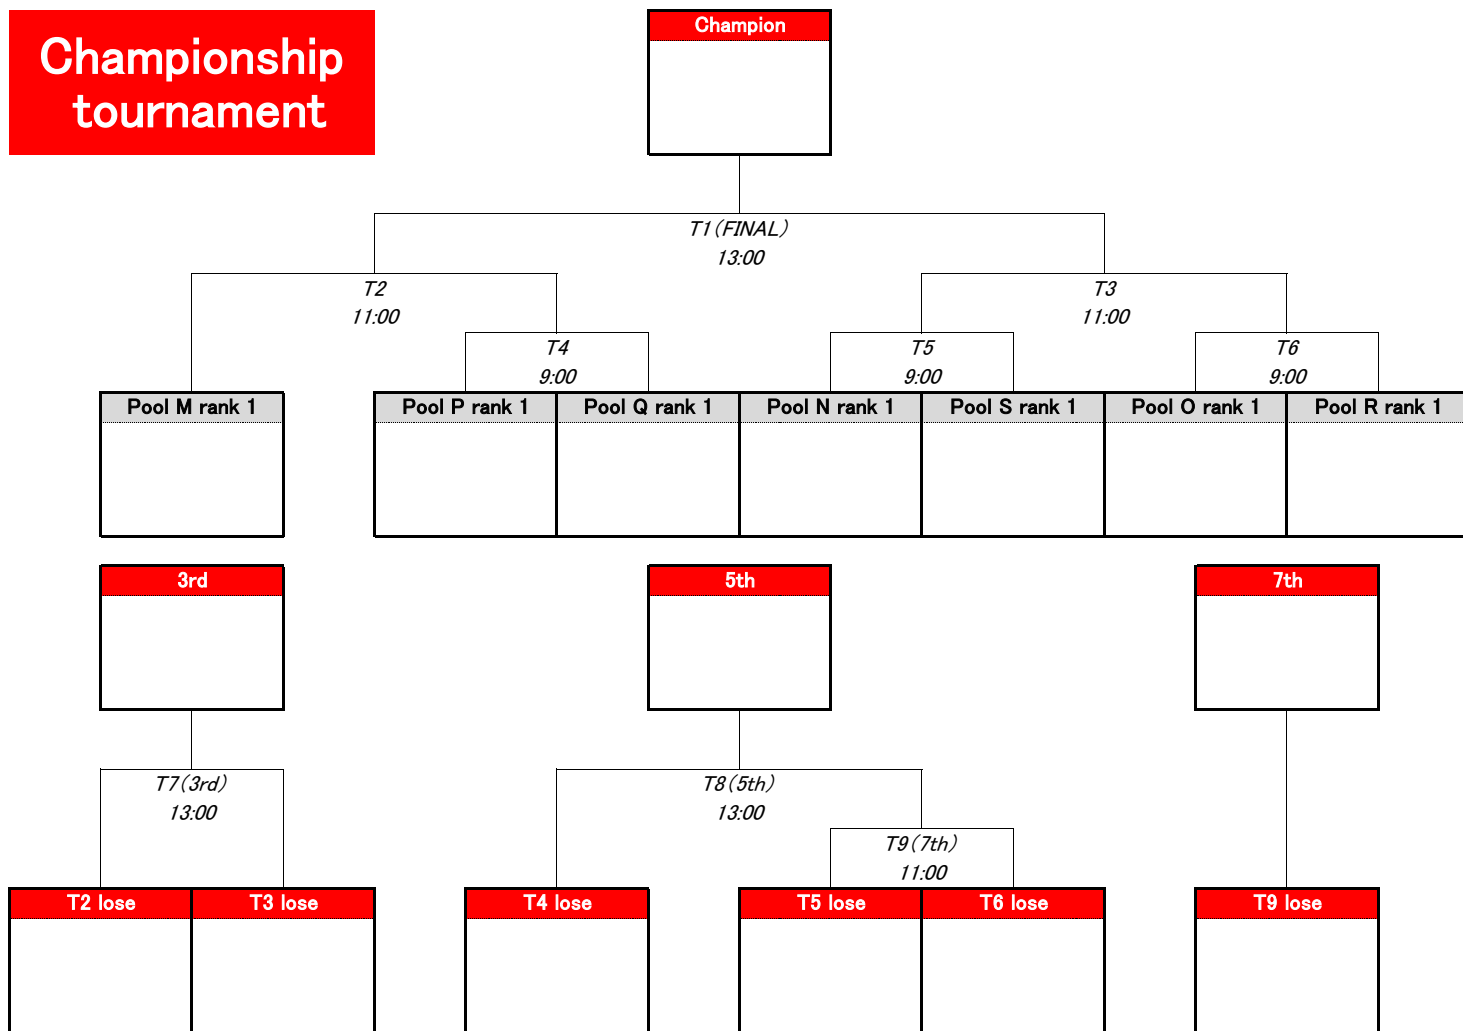 Championship
tournament
Champion
T1(FINAL)
13:00
T2
11:00
T3
11:00
T4
9:00
T5
9:00
T6
9:00
Pool M rank 1
Pool P rank 1
Pool Q rank 1
Pool N rank 1
Pool S rank 1
Pool O rank 1
Pool R rank 1
3rd
5th
7th
T7(3rd)
13:00
T8(5th)
13:00
T9(7th)
11:00
T2 lose
T3 lose
T4 lose
T5 lose
T6 lose
T9 lose